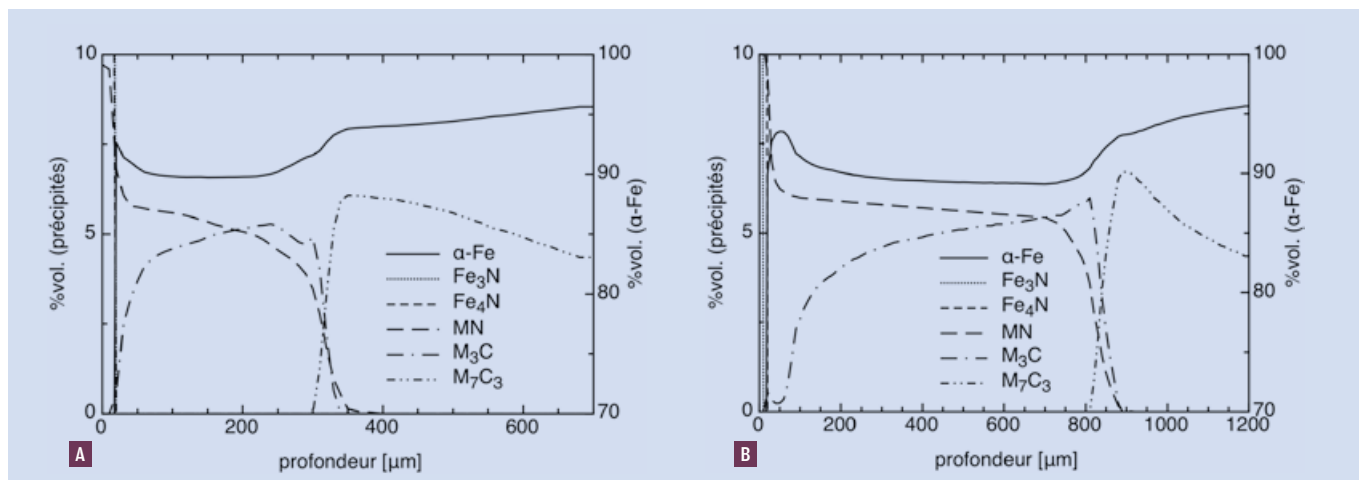 10
5
0
%vol. (précipités)
100
90
80
70
%vol. (α-Fe)
α-Fe
Fe₃N
Fe₄N
MN
M₃C
M₇C₃
0 200 400 600
profondeur [µm]
A
10
5
0
%vol. (précipités)
100
90
80
70
%vol. (α-Fe)
α-Fe
Fe₃N
Fe₄N
MN
M₃C
M₇C₃
0 200 400 600 800 1000 1200
profondeur [µm]
B